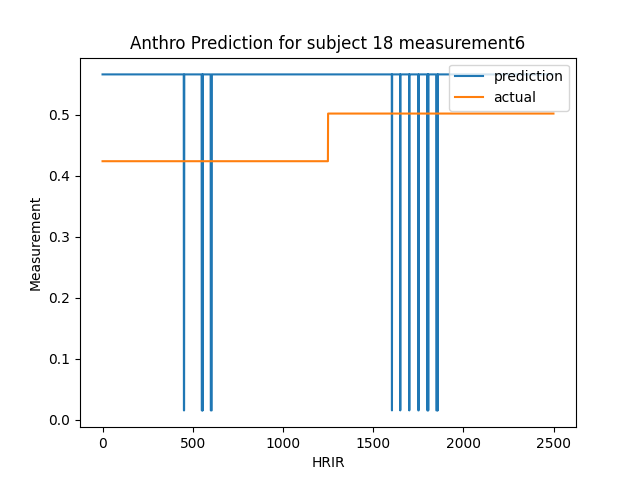 Anthro Prediction for subject 18 measurement6
prediction
actual
Measurement
0.5
0.4
0.3
0.2
0.1
0.0
0 500 1000 1500 2000 2500
HRIR